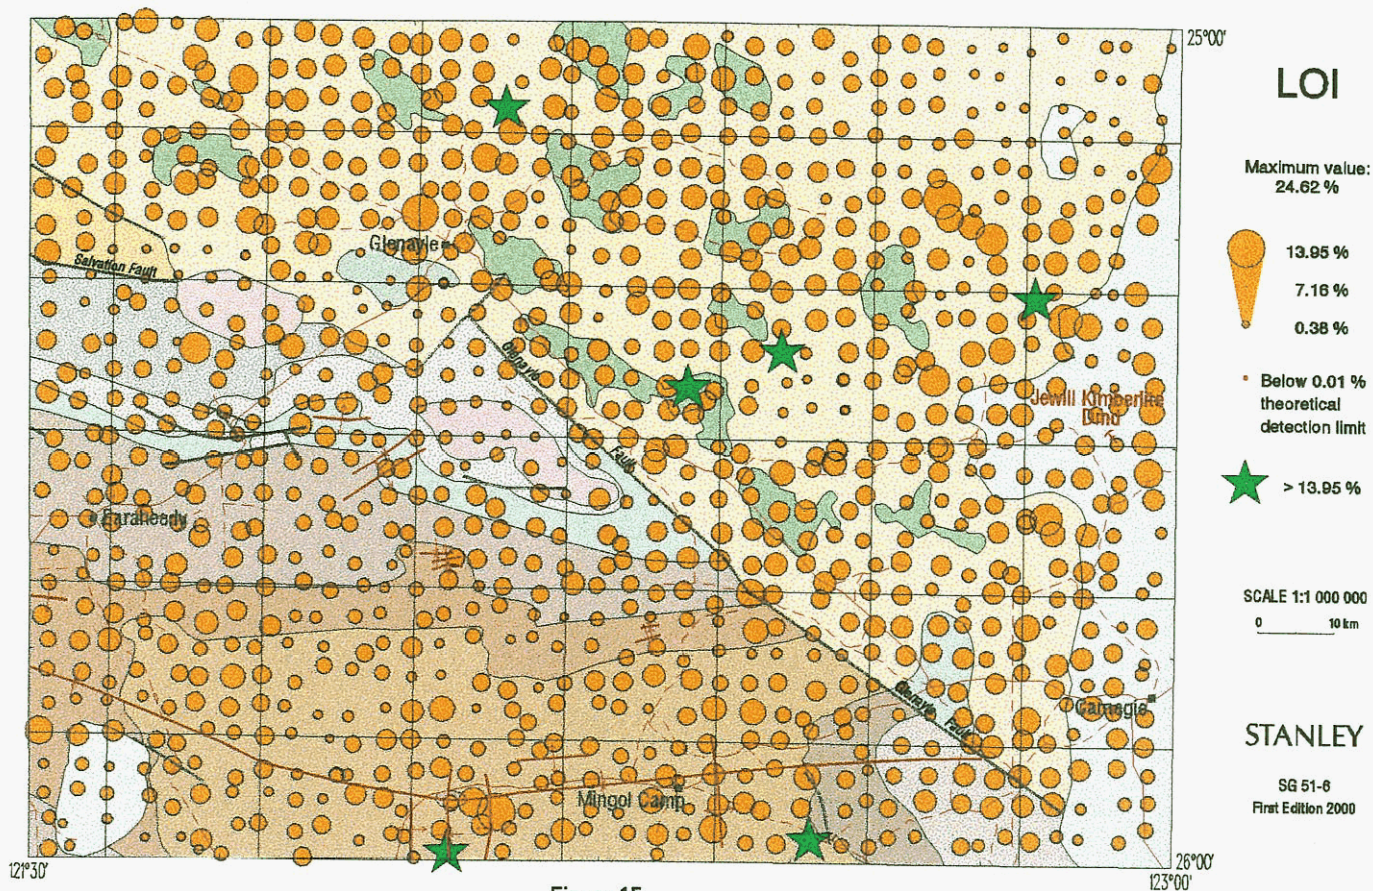 25°00'
LOI
Maximum value:
24.62 %
13.95 %
7.16 %
0.38 %
Below 0.01 %
theoretical
detection limit
> 13.95 %
SCALE 1:1 000 000
0 10 km
STANLEY
SG 51-6
First Edition 2000
Glenayle
Salvation Fault
Glenayle
Fault
Jewill Kimberlite
Earaheedy
Glenayle Fault
Carnegie
Mingol Camp
121°30'
26°00'
123°00'